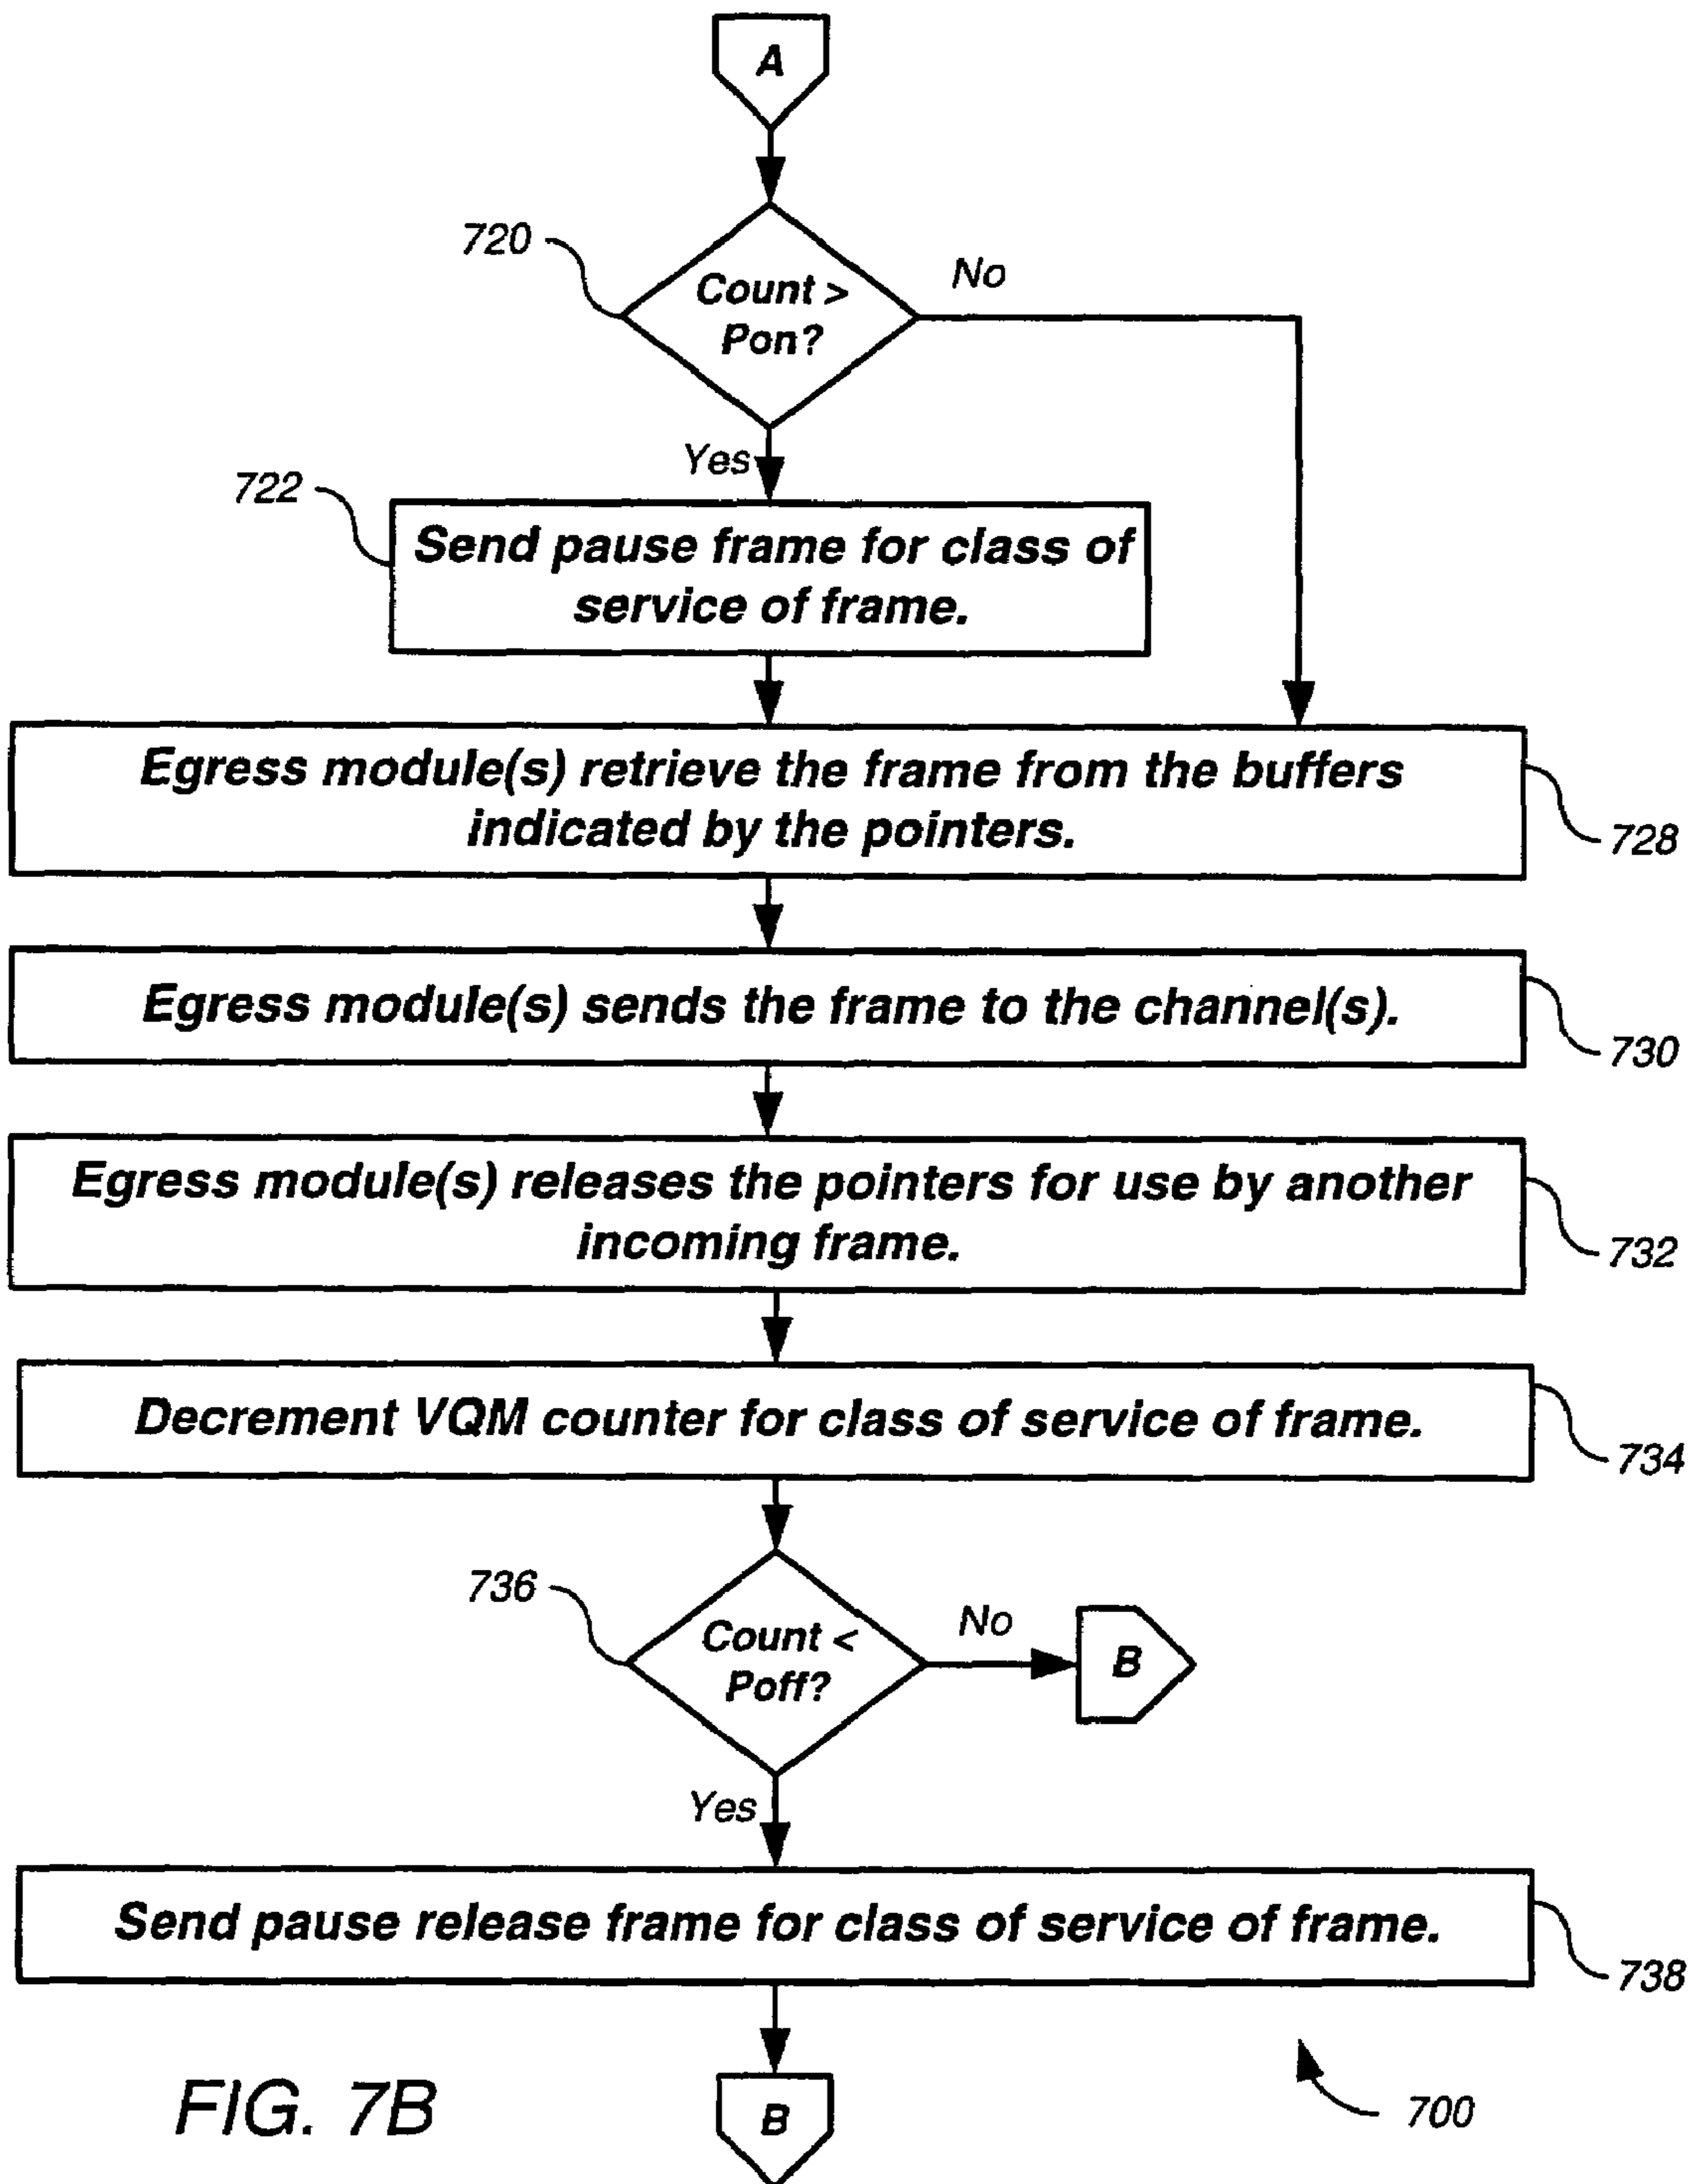 A
720
Count >
Pon?
No
Yes
722
Send pause frame for class of
service of frame.
Egress module(s) retrieve the frame from the buffers
indicated by the pointers.
728
Egress module(s) sends the frame to the channel(s).
730
Egress module(s) releases the pointers for use by another
incoming frame.
732
Decrement VQM counter for class of service of frame.
734
736
Count <
Poff?
No
B
Yes
Send pause release frame for class of service of frame.
738
B
FIG. 7B
700